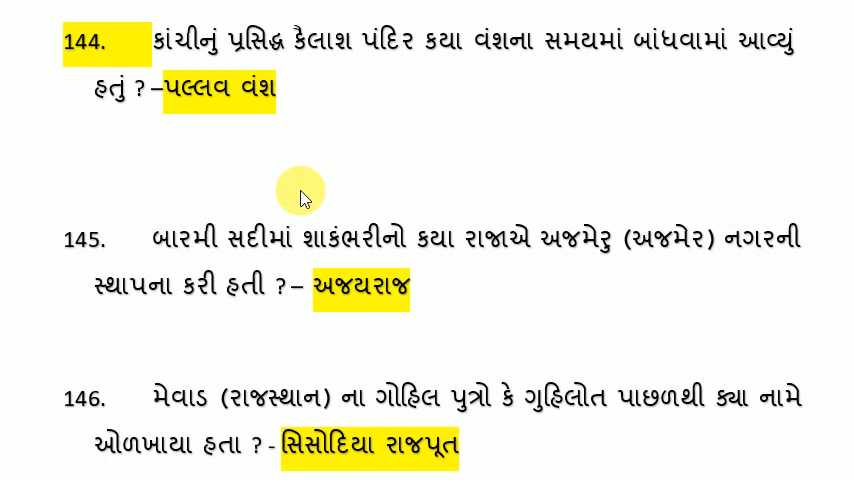 144. કાંચીનું પ્રસિદ્ધ કૈલાશ પંદિર કયા વંશના સમયમાં બાંધવામાં આવ્યું
હતું ? –પલ્લવ વંશ
145. બારમી સદીમાં શાકંભરીનો કયા રાજાએ અજમેરુ (અજમેર) નગરની
સ્થાપના કરી હતી ? – અજયરાજ
146. મેવાડ (રાજસ્થાન) ના ગોહિલ પુત્રો કે ગુહિલોત પાછળથી ક્યા નામે
ઓળખાયા હતા ? - સિસોદિયા રાજપૂત